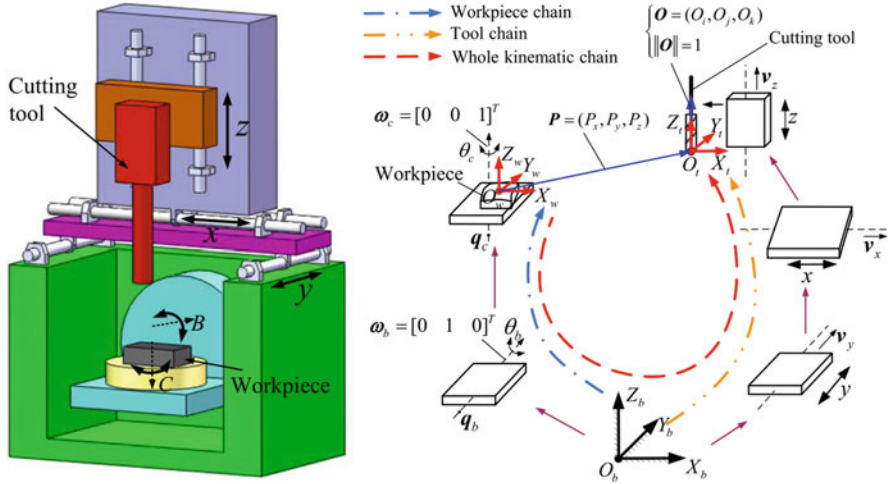 Cutting
tool
z
x
y
B
C
Workpiece
Workpiece chain
Tool chain
Whole kinematic chain
O = (O_i, O_j, O_k)
‖O‖ = 1
Cutting tool
v_z
z
ω_c = [0 0 1]^T
θ_c
P = (P_x, P_y, P_z)
Z_t
Y_t
X_t
O_t
Workpiece
Z_w
Y_w
O_w
X_w
q_c
v_x
x
ω_b = [0 1 0]^T
θ_b
v_y
y
q_b
Z_b
Y_b
X_b
O_b